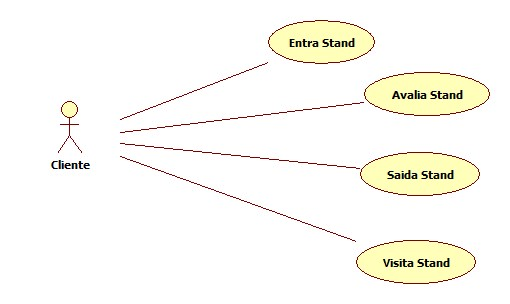 Entra Stand
Avalia Stand
Cliente
Saida Stand
Visita Stand